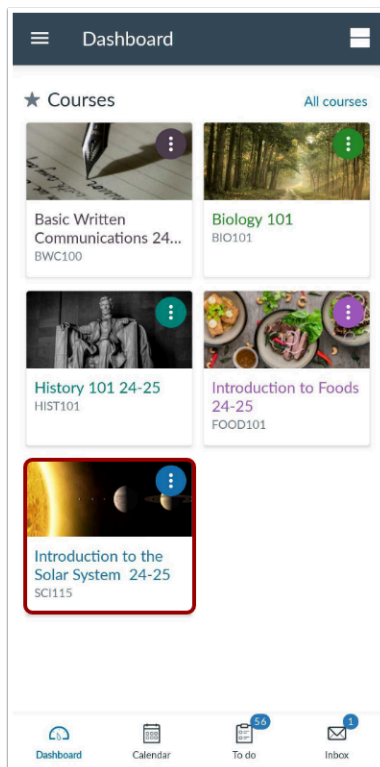 Dashboard
Courses
All courses
Basic Written
Communications 24...
BWC100
Biology 101
BIO101
History 101 24-25
HIST101
Introduction to Foods
24-25
FOOD101
Introduction to the
Solar System 24-25
SCI115
56
1
Dashboard
Calendar
To do
Inbox